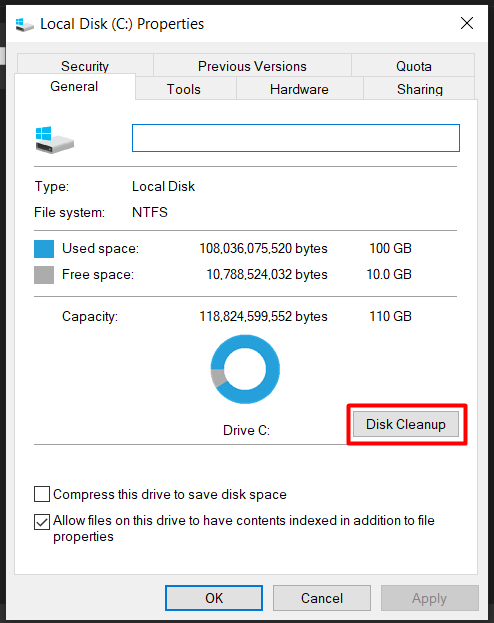 Local Disk (C:) Properties
Security Previous Versions Quota
General Tools Hardware Sharing
Type: Local Disk
File system: NTFS
Used space: 108,036,075,520 bytes 100 GB
Free space: 10,788,524,032 bytes 10.0 GB
Capacity: 118,824,599,552 bytes 110 GB
Drive C:
Disk Cleanup
Compress this drive to save disk space
Allow files on this drive to have contents indexed in addition to file
properties
OK Cancel Apply